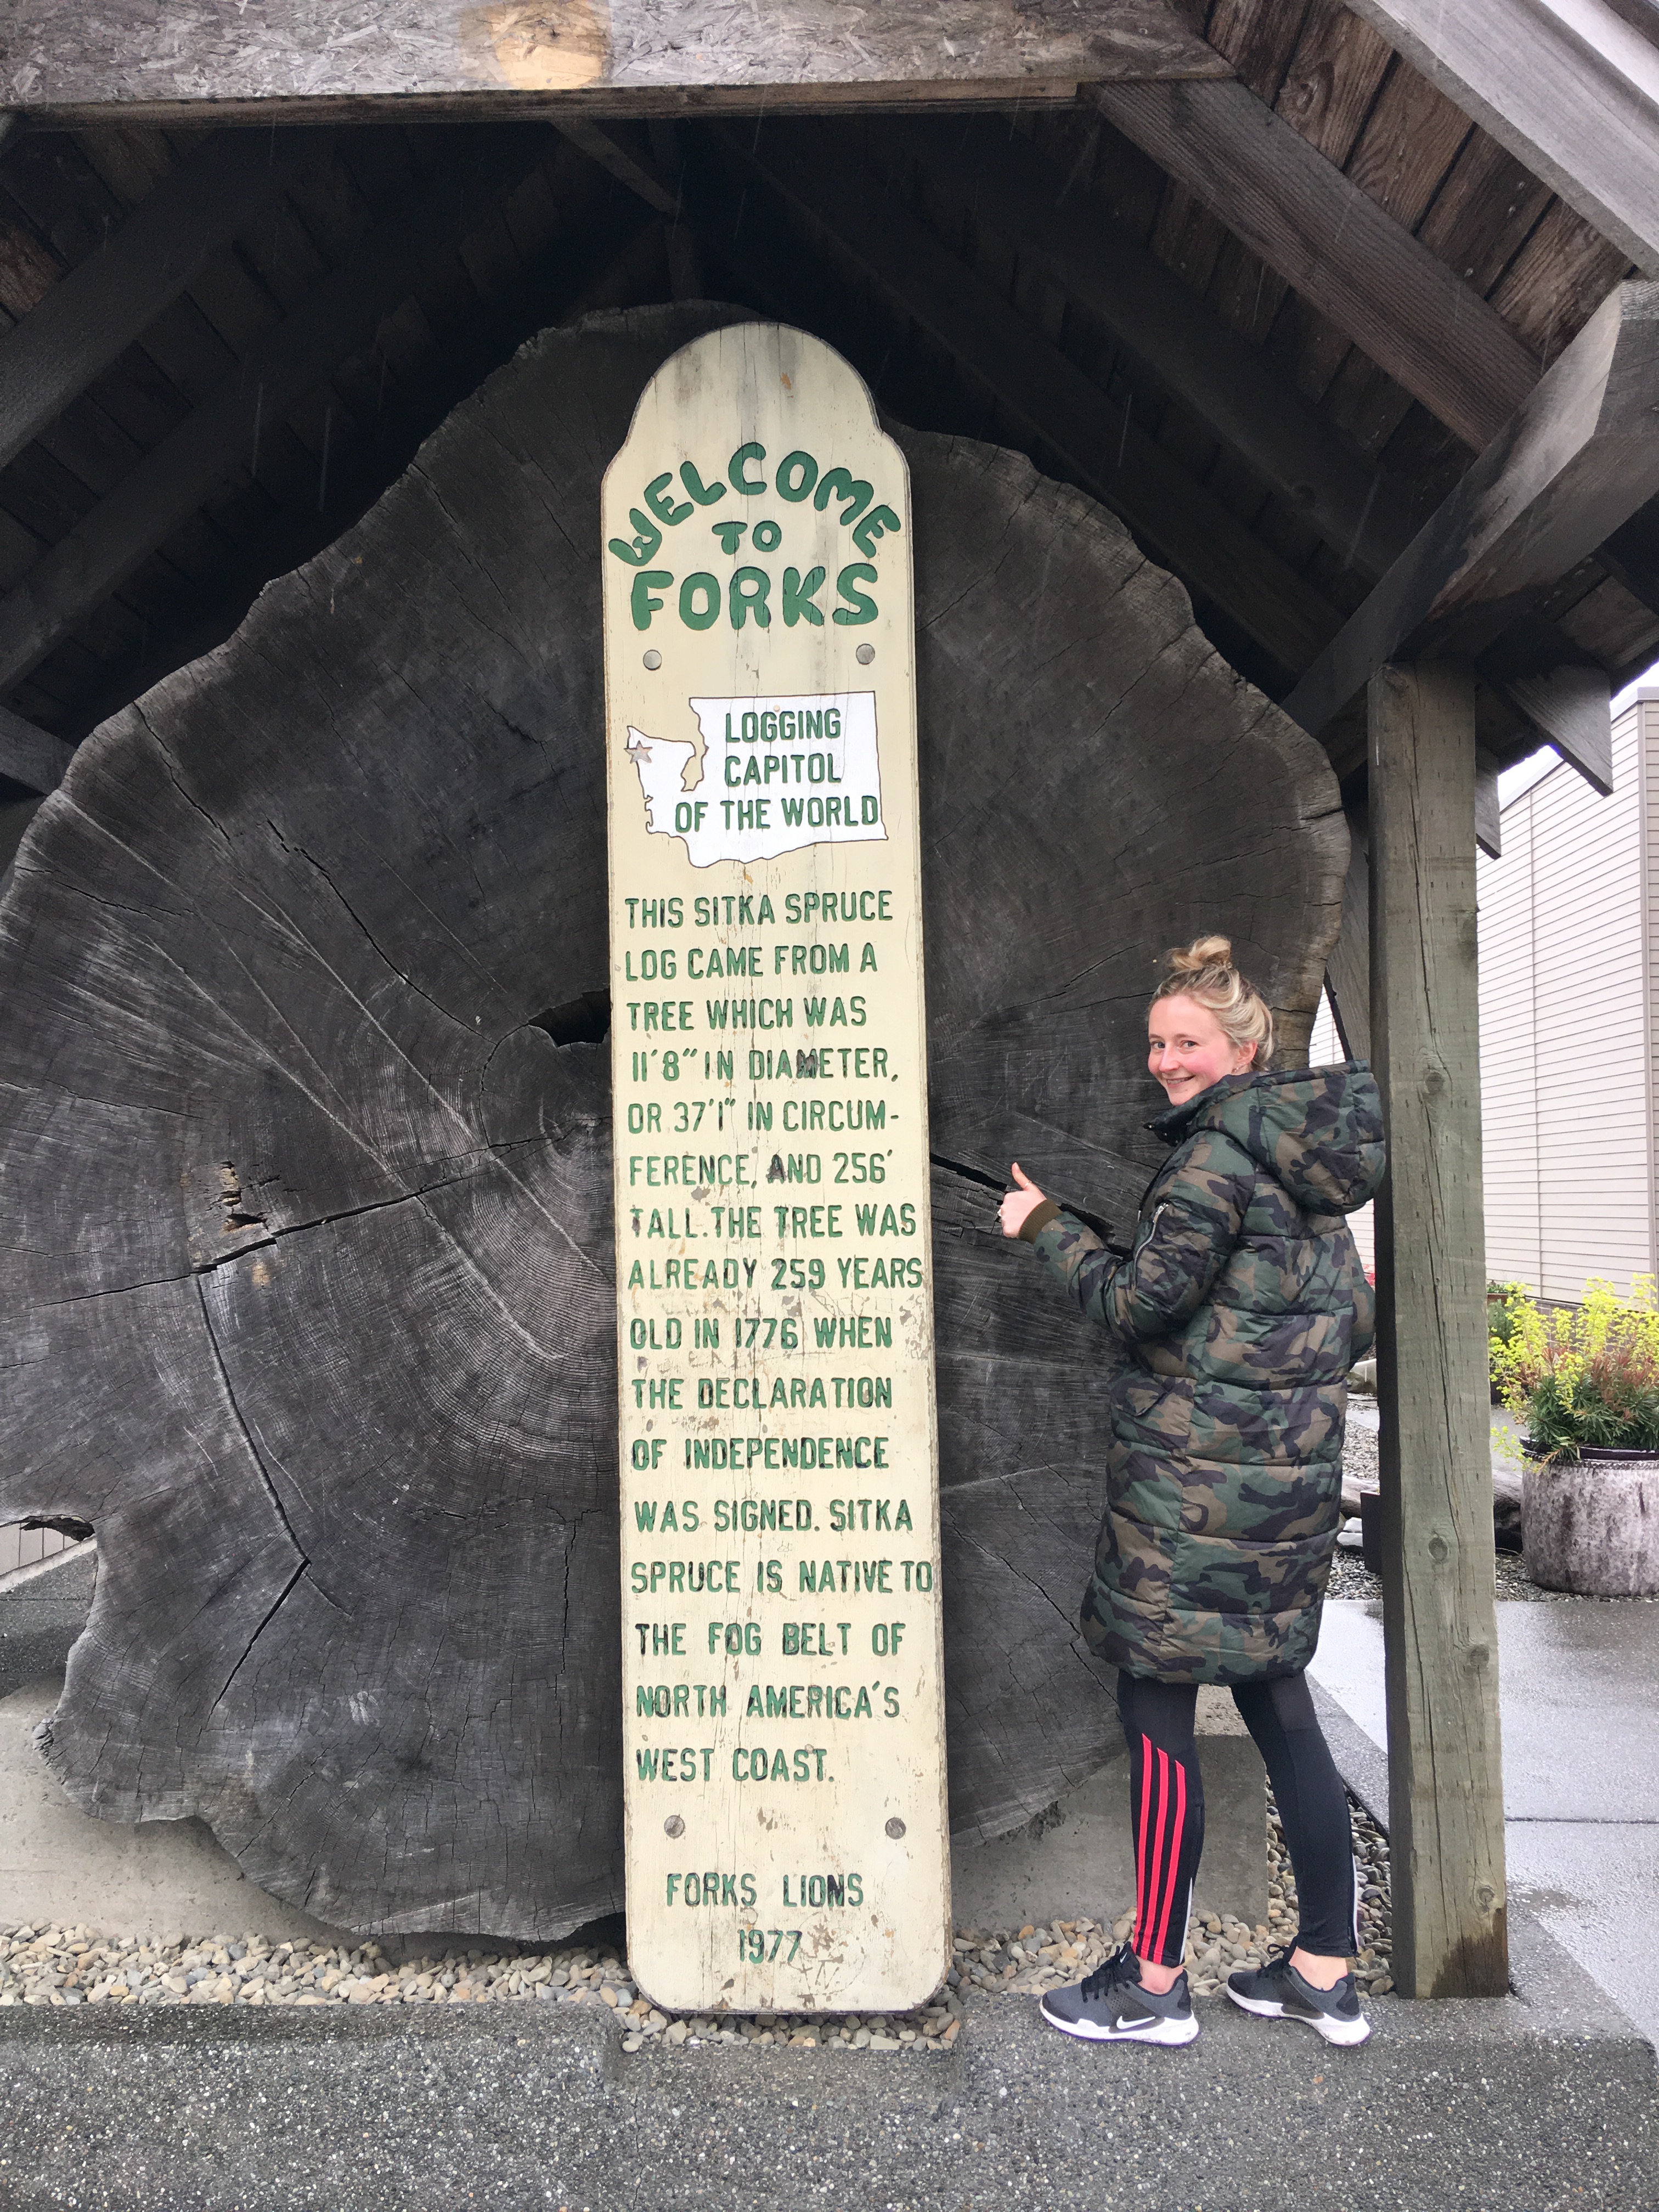 WELCOME
TO
FORKS
LOGGING
CAPITOL
OF THE WORLD
THIS SITKA SPRUCE
LOG CAME FROM A
TREE WHICH WAS
11'8" IN DIAMETER,
OR 37'1" IN CIRCUM-
FERENCE, AND 256'
TALL. THE TREE WAS
ALREADY 259 YEARS
OLD IN 1776 WHEN
THE DECLARATION
OF INDEPENDENCE
WAS SIGNED. SITKA
SPRUCE IS NATIVE TO
THE FOG BELT OF
NORTH AMERICA'S
WEST COAST.
FORKS LIONS
1977